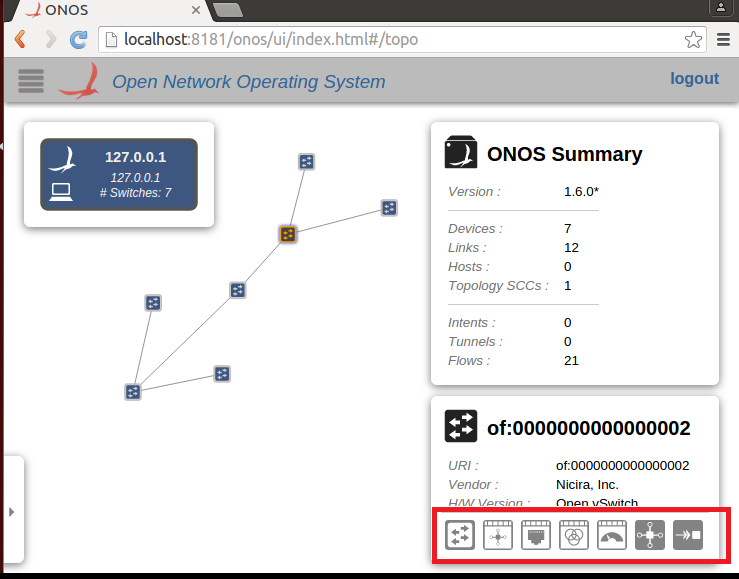 ONOS
localhost:8181/onos/ui/index.html#/topo
Open Network Operating System
logout
127.0.0.1
127.0.0.1
# Switches: 7
ONOS Summary
Version : 1.6.0*
Devices : 7
Links : 12
Hosts : 0
Topology SCCs : 1
Intents : 0
Tunnels : 0
Flows : 21
of:0000000000000002
URI : of:0000000000000002
Vendor : Nicira, Inc.
H/W Version : Open vSwitch